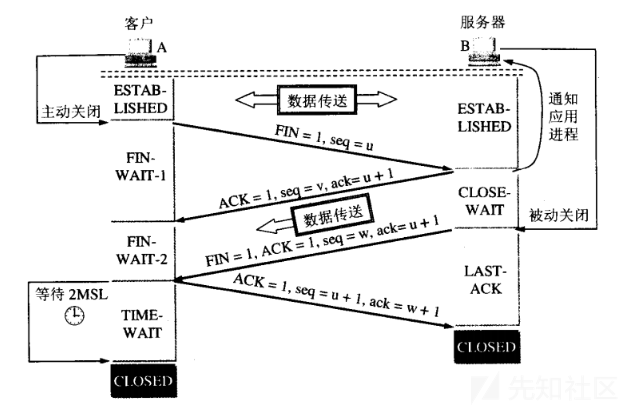 客户
服务器
A
B
ESTAB-
LISHED
数据传送
ESTAB-
LISHED
通知
应用
进程
主动关闭
FIN = 1, seq = u
FIN-
WAIT-1
ACK = 1, seq = v, ack= u + 1
CLOSE-
WAIT
数据传送
被动关闭
FIN = 1, ACK = 1, seq = w, ack= u + 1
FIN-
WAIT-2
ACK = 1, seq = u + 1, ack = w + 1
LAST-
ACK
等待 2MSL
TIME-
WAIT
CLOSED
CLOSED
先知社区